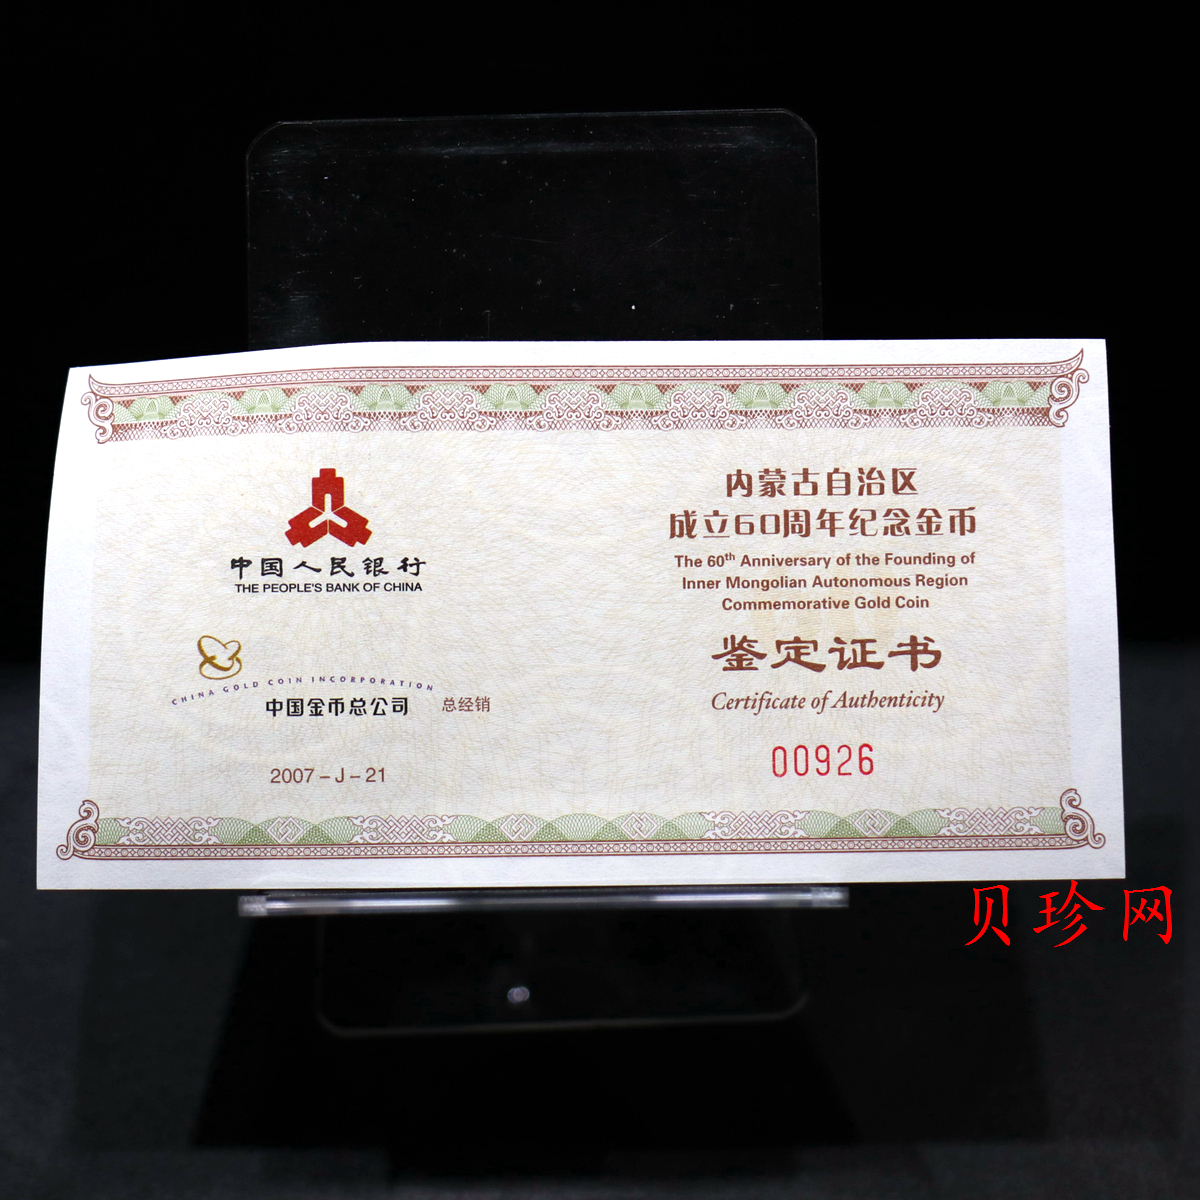 中国人民银行
THE PEOPLE'S BANK OF CHINA
CHINA GOLD COIN INCORPORATION
中国金币总公司 总经销
2007-J-21
内蒙古自治区
成立60周年纪念金币
The 60th Anniversary of the Founding of
Inner Mongolian Autonomous Region
Commemorative Gold Coin
鉴定证书
Certificate of Authenticity
00926
贝珍网